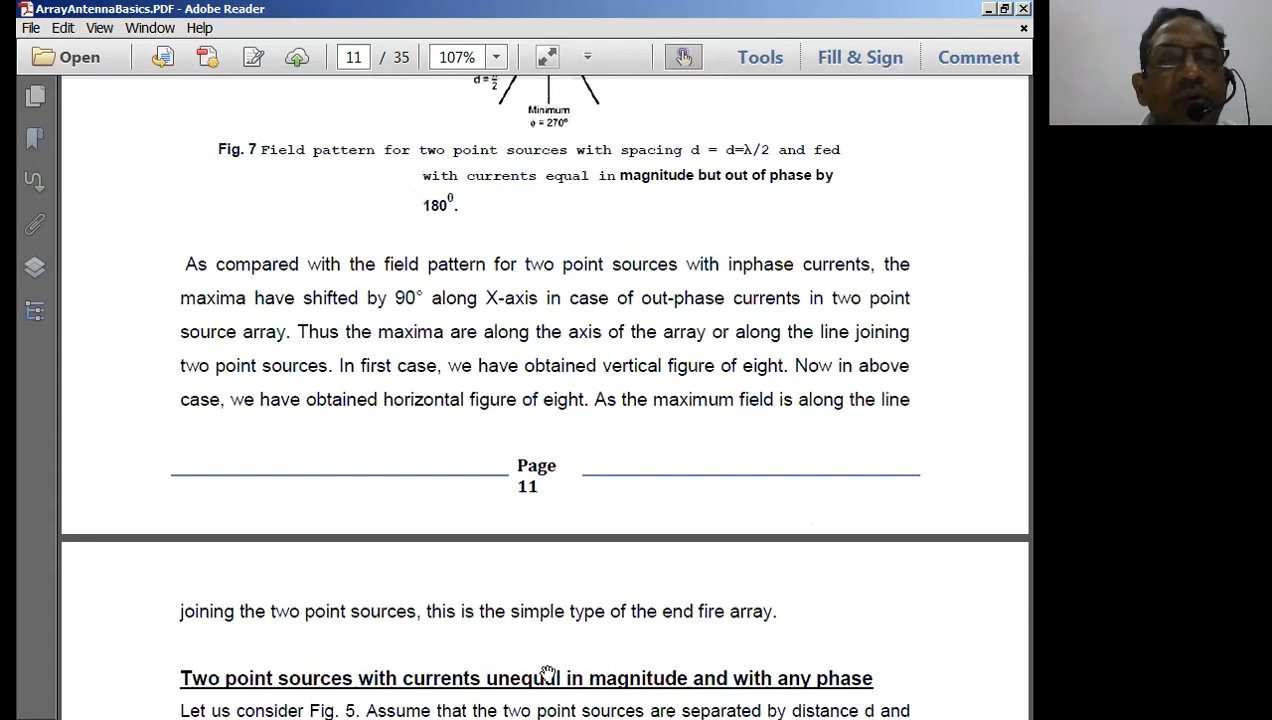 ArrayAntennaBasics.PDF - Adobe Reader
File Edit View Window Help
Open 11 / 35 107% Tools Fill & Sign Comment
Minimum
ϕ = 270°
Fig. 7 Field pattern for two point sources with spacing d = d=λ/2 and fed
with currents equal in magnitude but out of phase by
180⁰.
As compared with the field pattern for two point sources with inphase currents, the
maxima have shifted by 90° along X-axis in case of out-phase currents in two point
source array. Thus the maxima are along the axis of the array or along the line joining
two point sources. In first case, we have obtained vertical figure of eight. Now in above
case, we have obtained horizontal figure of eight. As the maximum field is along the line
Page
11
joining the two point sources, this is the simple type of the end fire array.
Two point sources with currents unequal in magnitude and with any phase
Let us consider Fig. 5. Assume that the two point sources are separated by distance d and